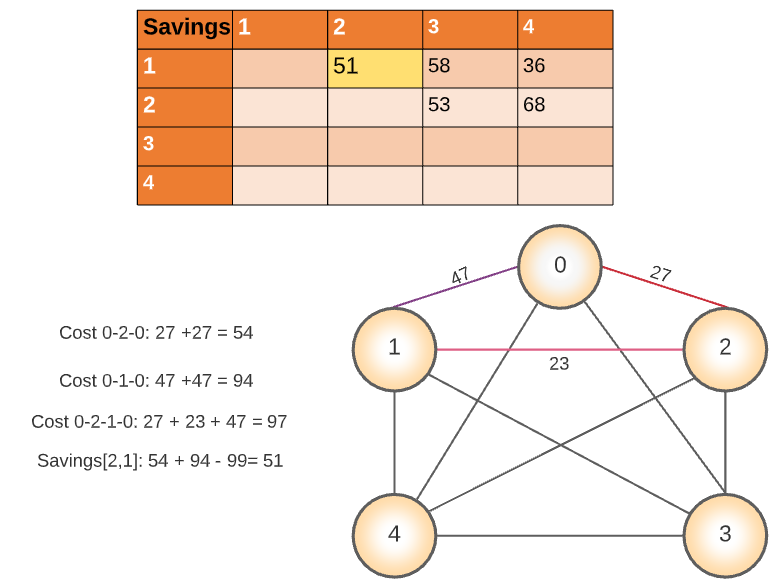 Savings 1 2 3 4
1 51 58 36
2 53 68
3
4
0
47
27
1
2
23
Cost 0-2-0: 27 +27 = 54
Cost 0-1-0: 47 +47 = 94
Cost 0-2-1-0: 27 + 23 + 47 = 97
Savings[2,1]: 54 + 94 - 99= 51
4
3